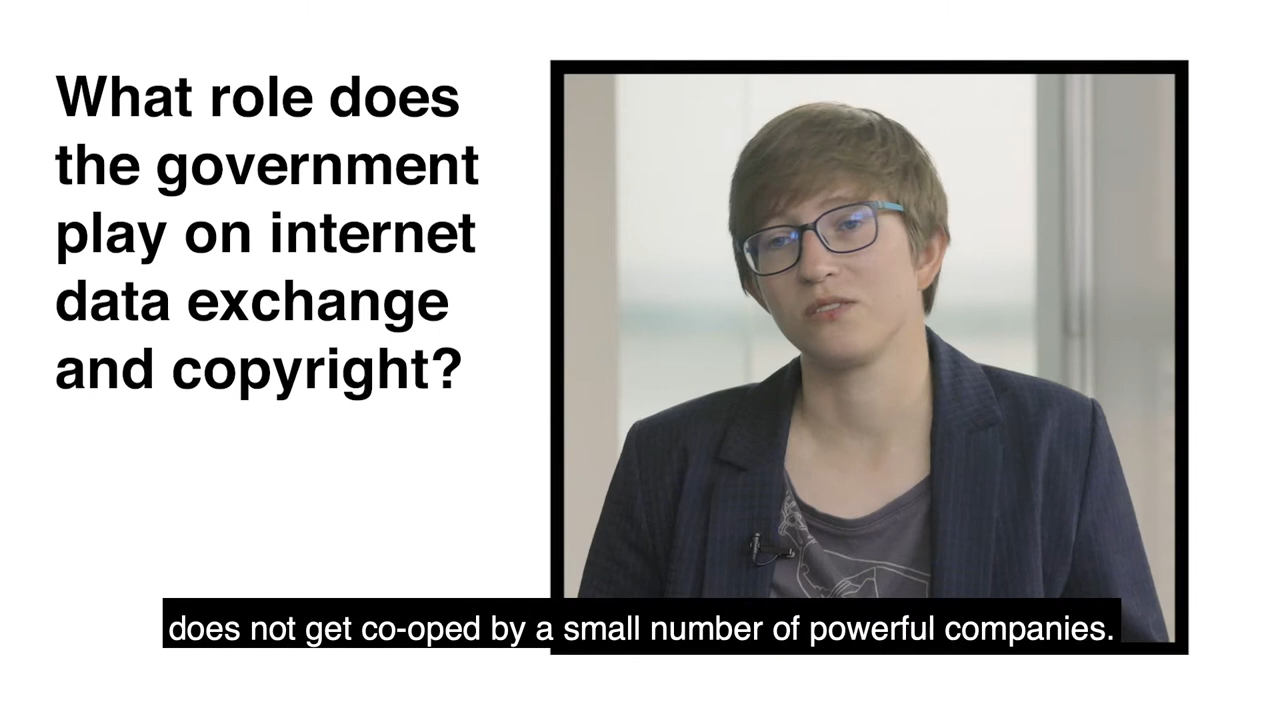 What role does
the government
play on internet
data exchange
and copyright?
does not get co-oped by a small number of powerful companies.